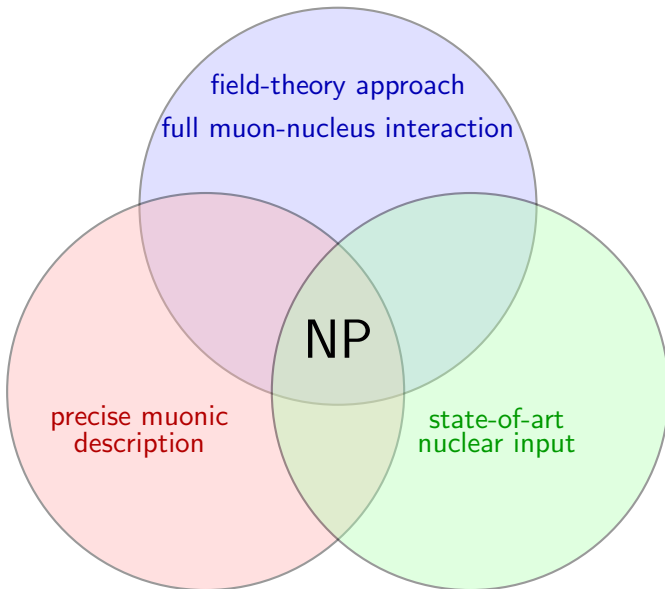 field-theory approach
full muon-nucleus interaction
NP
precise muonic
description
state-of-art
nuclear input